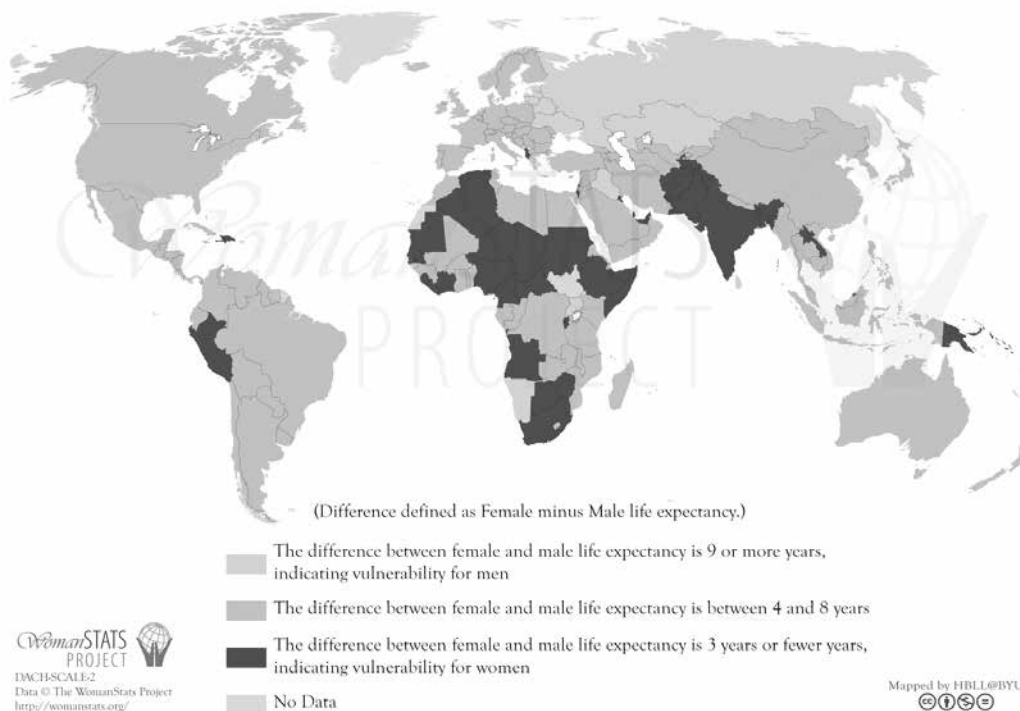 WomanSTATS
PROJECT
(Difference defined as Female minus Male life expectancy.)
The difference between female and male life expectancy is 9 or more years,
indicating vulnerability for men
The difference between female and male life expectancy is between 4 and 8 years
The difference between female and male life expectancy is 3 years or fewer years,
indicating vulnerability for women
No Data
WomanSTATS
PROJECT
DACH-SCALE-2
Data © The WomanStats Project
http://womanstats.org/
Mapped by HBLL@BYU